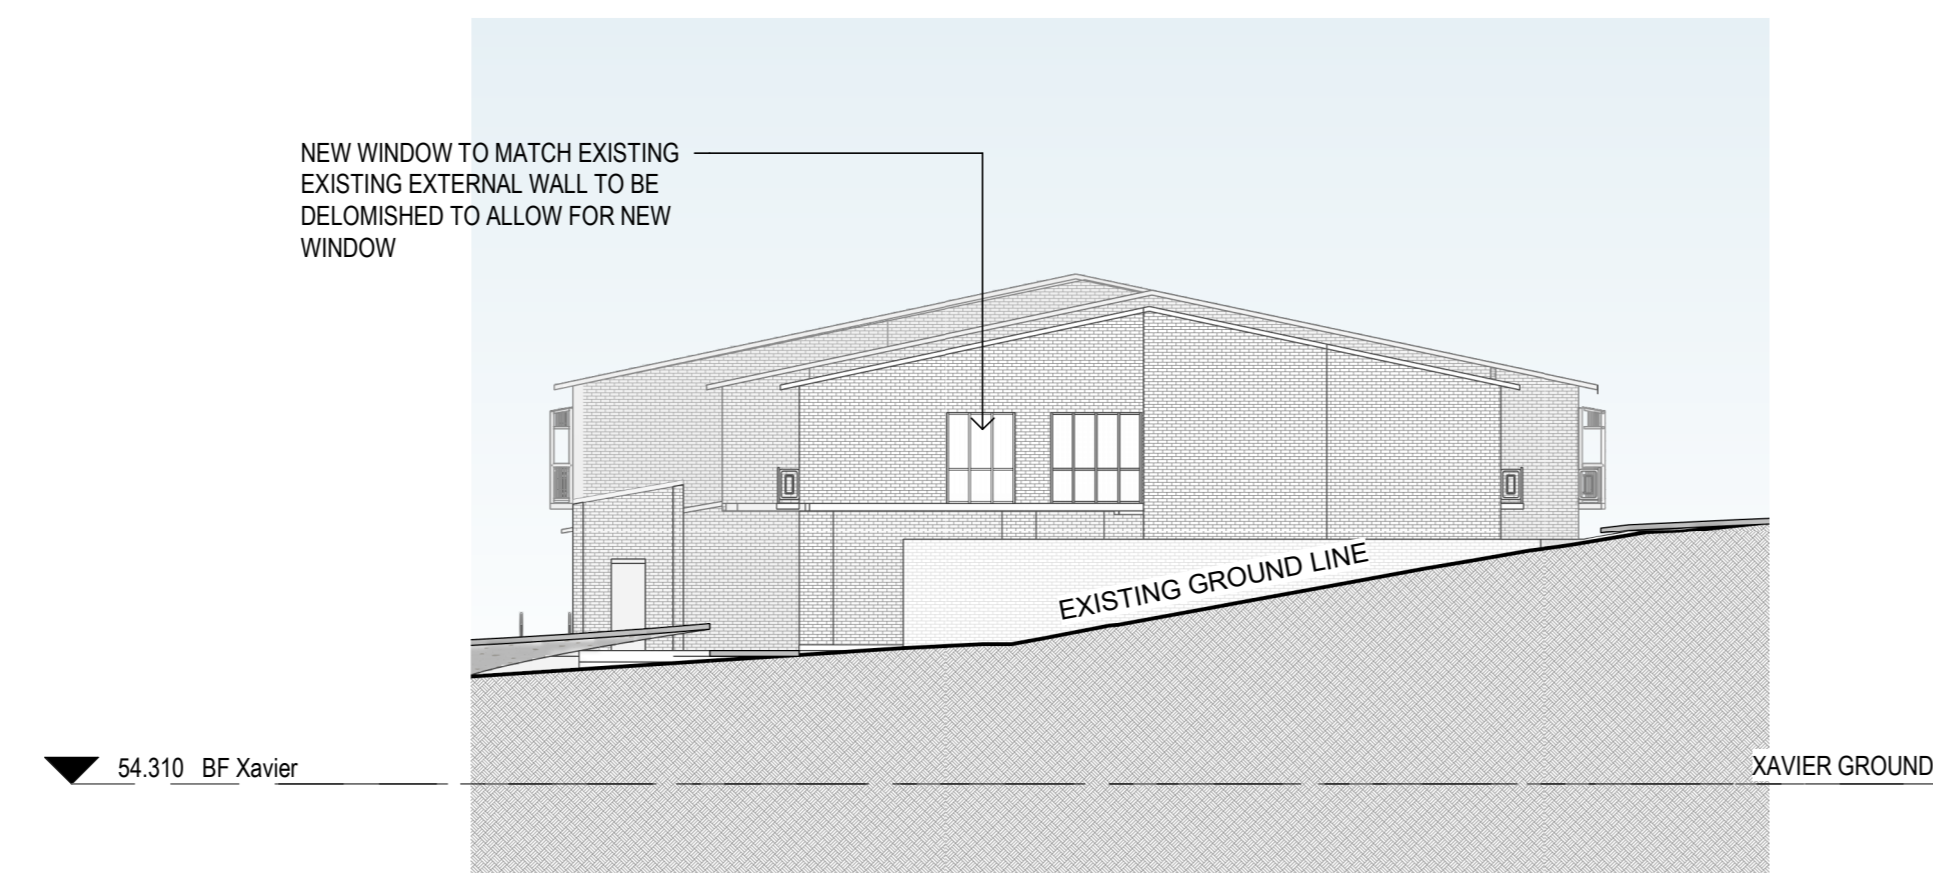 NEW WINDOW TO MATCH EXISTING
EXISTING EXTERNAL WALL TO BE
DELOMISHED TO ALLOW FOR NEW
WINDOW
EXISTING GROUND LINE
54.310 BF Xavier
XAVIER GROUND